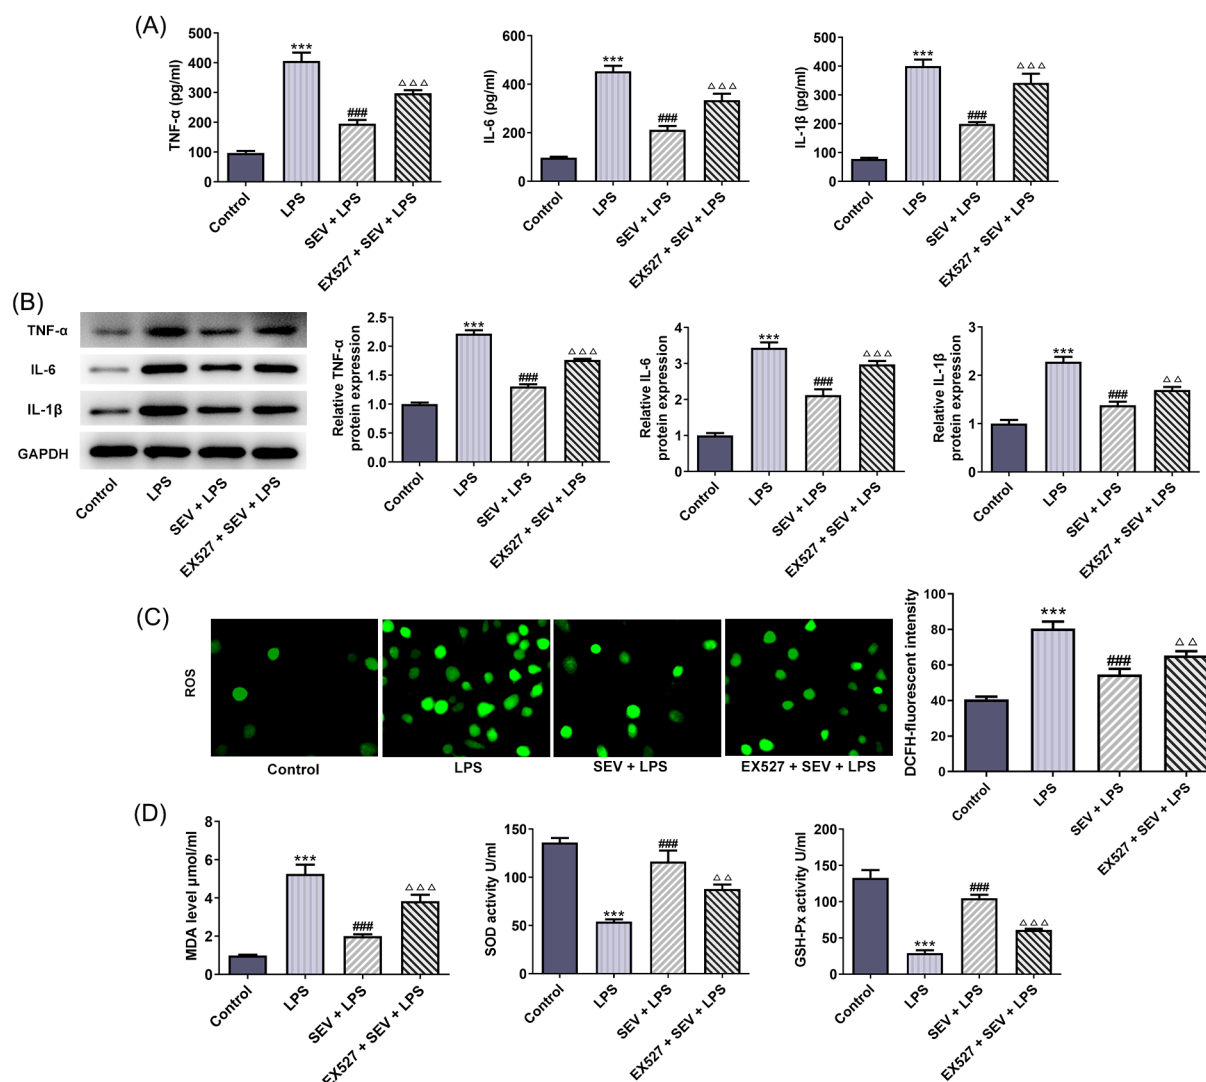 (A)
TNF-α (pg/ml)
500
400
300
200
100
0
***
###
△△△
Control
LPS
SEV + LPS
EX527 + SEV + LPS
IL-6 (pg/ml)
600
400
200
0
***
###
△△△
Control
LPS
SEV + LPS
EX527 + SEV + LPS
IL-1β (pg/ml)
500
400
300
200
100
0
***
###
△△△
Control
LPS
SEV + LPS
EX527 + SEV + LPS
(B)
TNF-α
IL-6
IL-1β
GAPDH
Control
LPS
SEV + LPS
EX527 + SEV + LPS
Relative TNF-α
protein expression
2.5
2.0
1.5
1.0
0.5
0.0
***
###
△△△
Control
LPS
SEV + LPS
EX527 + SEV + LPS
Relative IL-6
protein expression
4
3
2
1
0
***
###
△△△
Control
LPS
SEV + LPS
EX527 + SEV + LPS
Relative IL-1β
protein expression
3
2
1
0
***
###
△△
Control
LPS
SEV + LPS
EX527 + SEV + LPS
(C)
ROS
Control
LPS
SEV + LPS
EX527 + SEV + LPS
DCFH-fluorescent intensity
100
80
60
40
20
0
***
###
△△
Control
LPS
SEV + LPS
EX527 + SEV + LPS
(D)
MDA level μmol/ml
8
6
4
2
0
***
###
△△△
Control
LPS
SEV + LPS
EX527 + SEV + LPS
SOD activity U/ml
150
100
50
0
***
###
△△
Control
LPS
SEV + LPS
EX527 + SEV + LPS
GSH-Px activity U/ml
200
150
100
50
0
***
###
△△△
Control
LPS
SEV + LPS
EX527 + SEV + LPS